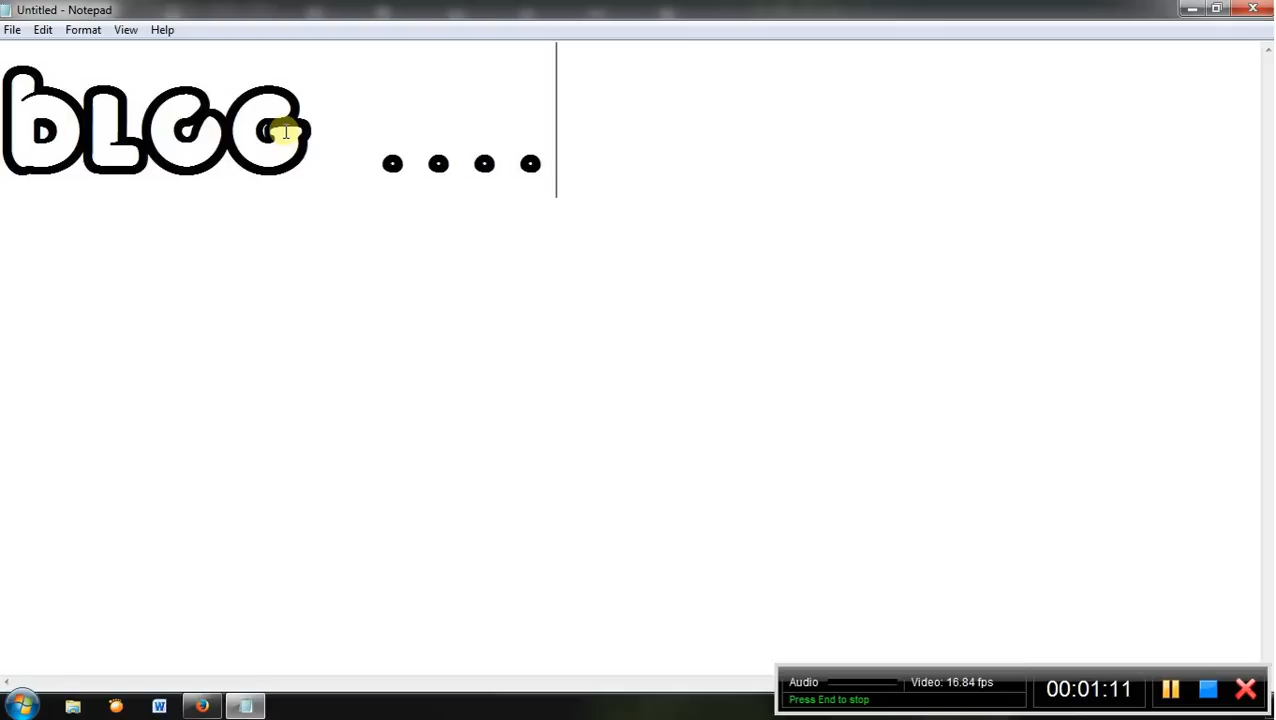 Untitled - Notepad
File Edit Format View Help
bLOG ....
Audio Video: 16.84 fps
Press End to stop
00:01:11